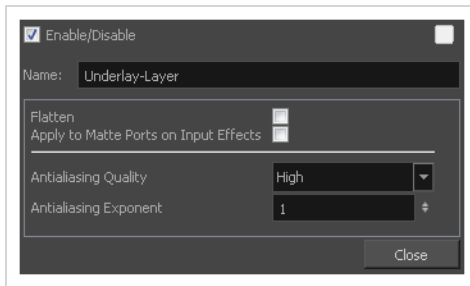 Enable/Disable
Name: Underlay-Layer
Flatten
Apply to Matte Ports on Input Effects
Antialiasing Quality High
Antialiasing Exponent 1
Close